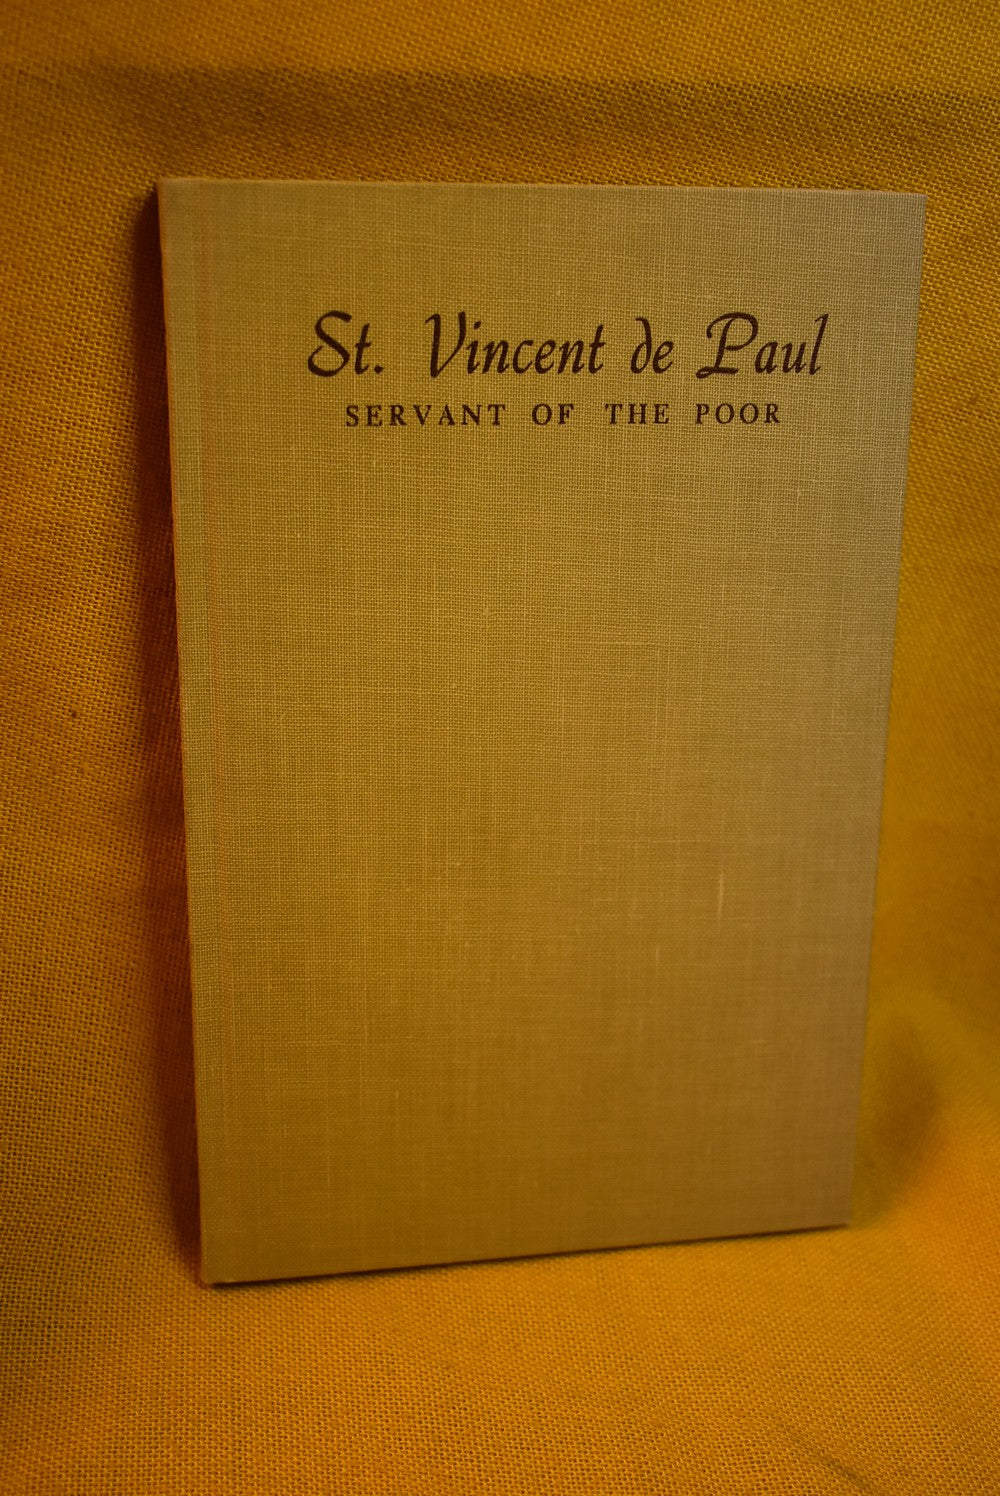 St. Vincent de Paul
SERVANT OF THE POOR